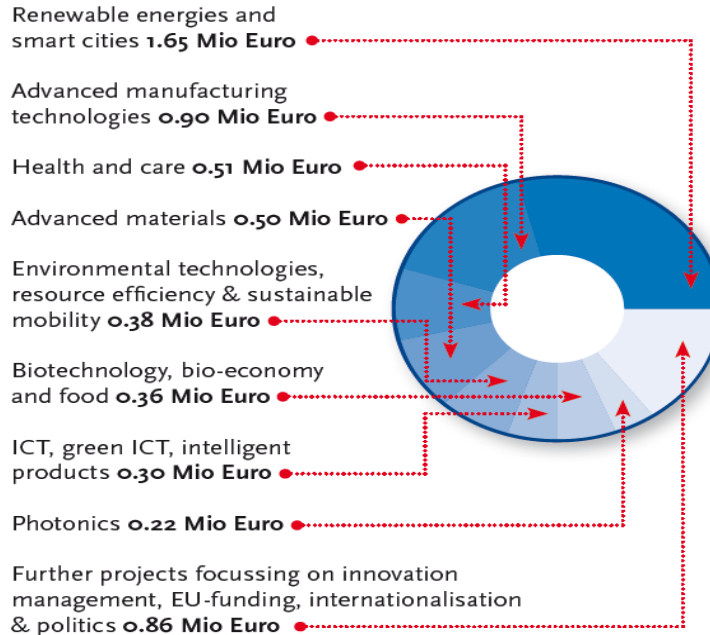 Renewable energies and
smart cities 1.65 Mio Euro
Advanced manufacturing
technologies 0.90 Mio Euro
Health and care 0.51 Mio Euro
Advanced materials 0.50 Mio Euro
Environmental technologies,
resource efficiency & sustainable
mobility 0.38 Mio Euro
Biotechnology, bio-economy
and food 0.36 Mio Euro
ICT, green ICT, intelligent
products 0.30 Mio Euro
Photonics 0.22 Mio Euro
Further projects focussing on innovation
management, EU-funding, internationalisation
& politics 0.86 Mio Euro